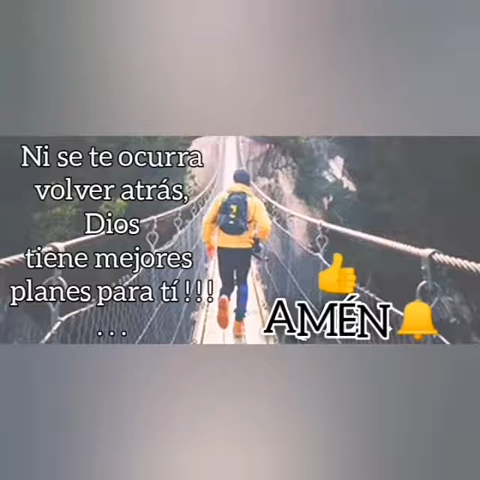 Ni se te ocurra
volver atrás,
Dios
tiene mejores
planes para tí !!!
. . .
AMÉN